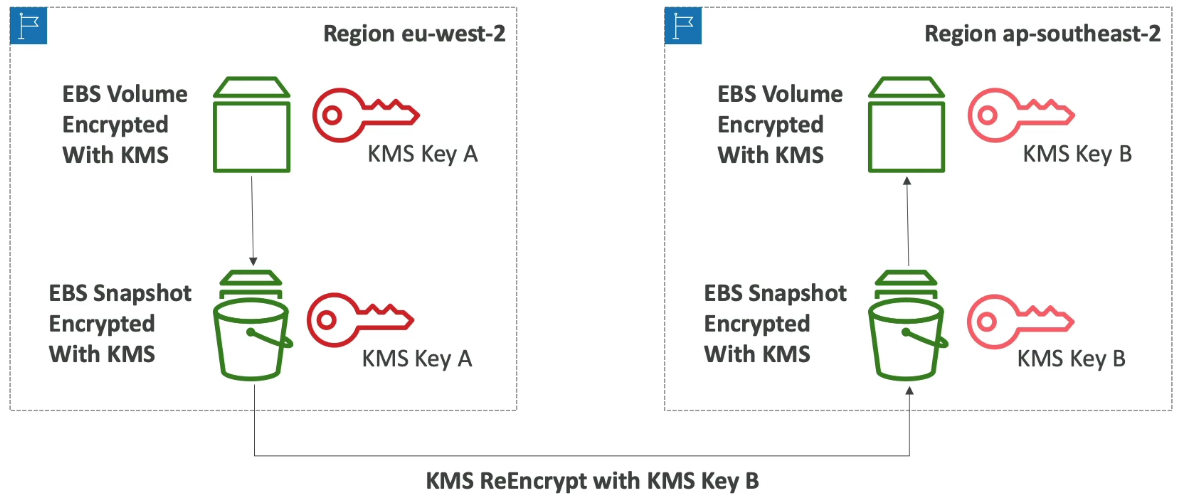 Region eu-west-2
EBS Volume
Encrypted
With KMS
KMS Key A
EBS Snapshot
Encrypted
With KMS
KMS Key A
Region ap-southeast-2
EBS Volume
Encrypted
With KMS
KMS Key B
EBS Snapshot
Encrypted
With KMS
KMS Key B
KMS ReEncrypt with KMS Key B